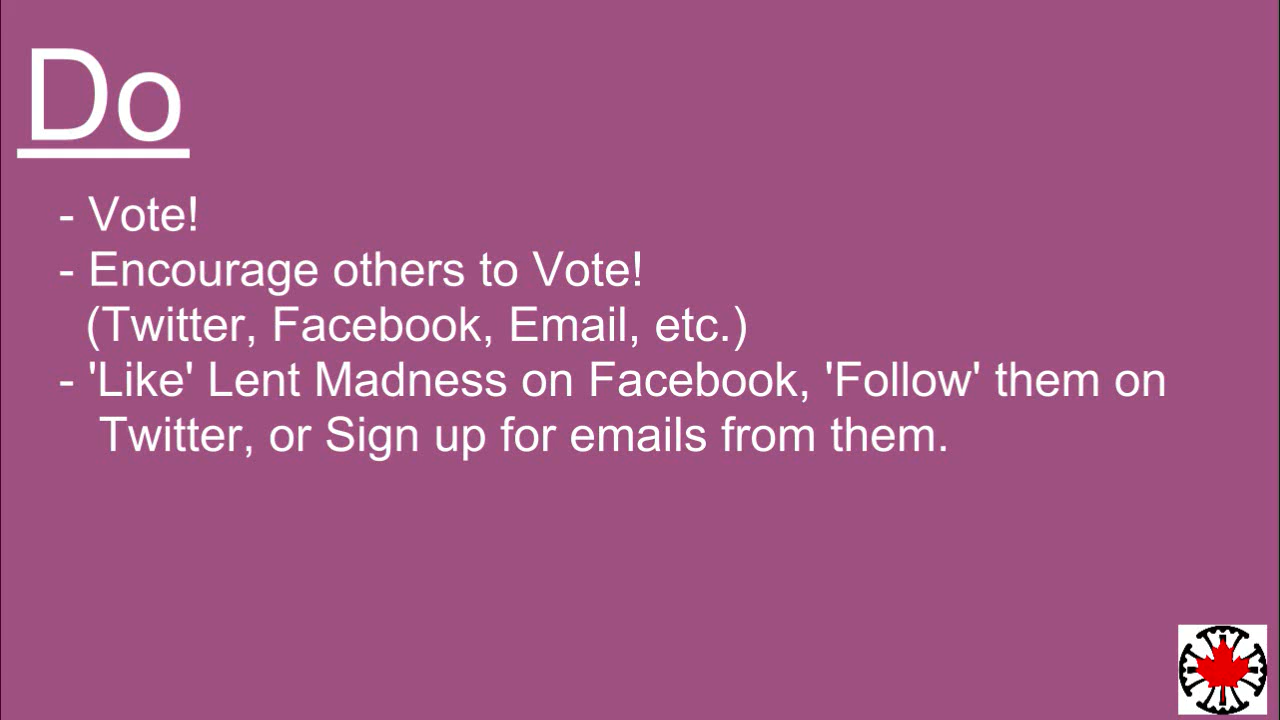 Do
- Vote!
- Encourage others to Vote!
(Twitter, Facebook, Email, etc.)
- 'Like' Lent Madness on Facebook, 'Follow' them on
Twitter, or Sign up for emails from them.